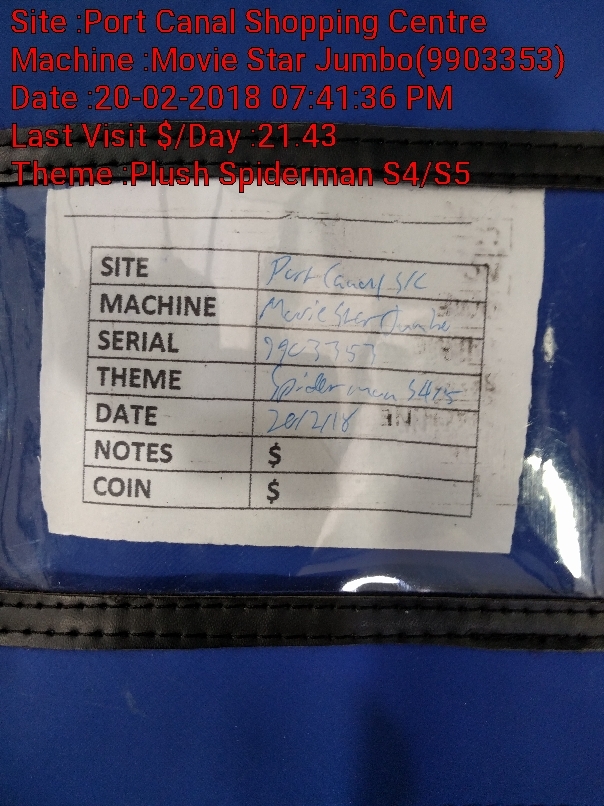 Site :Port Canal Shopping Centre
Machine :Movie Star Jumbo(9903353)
Date :20-02-2018 07:41:36 PM
Last Visit $/Day :21.43
Theme :Plush Spiderman S4/S5
SITE Port Canal S/C
MACHINE Movie Star Jumbo
SERIAL 9903353
THEME Spiderman S4/5
DATE 20/2/18
NOTES $
COIN $